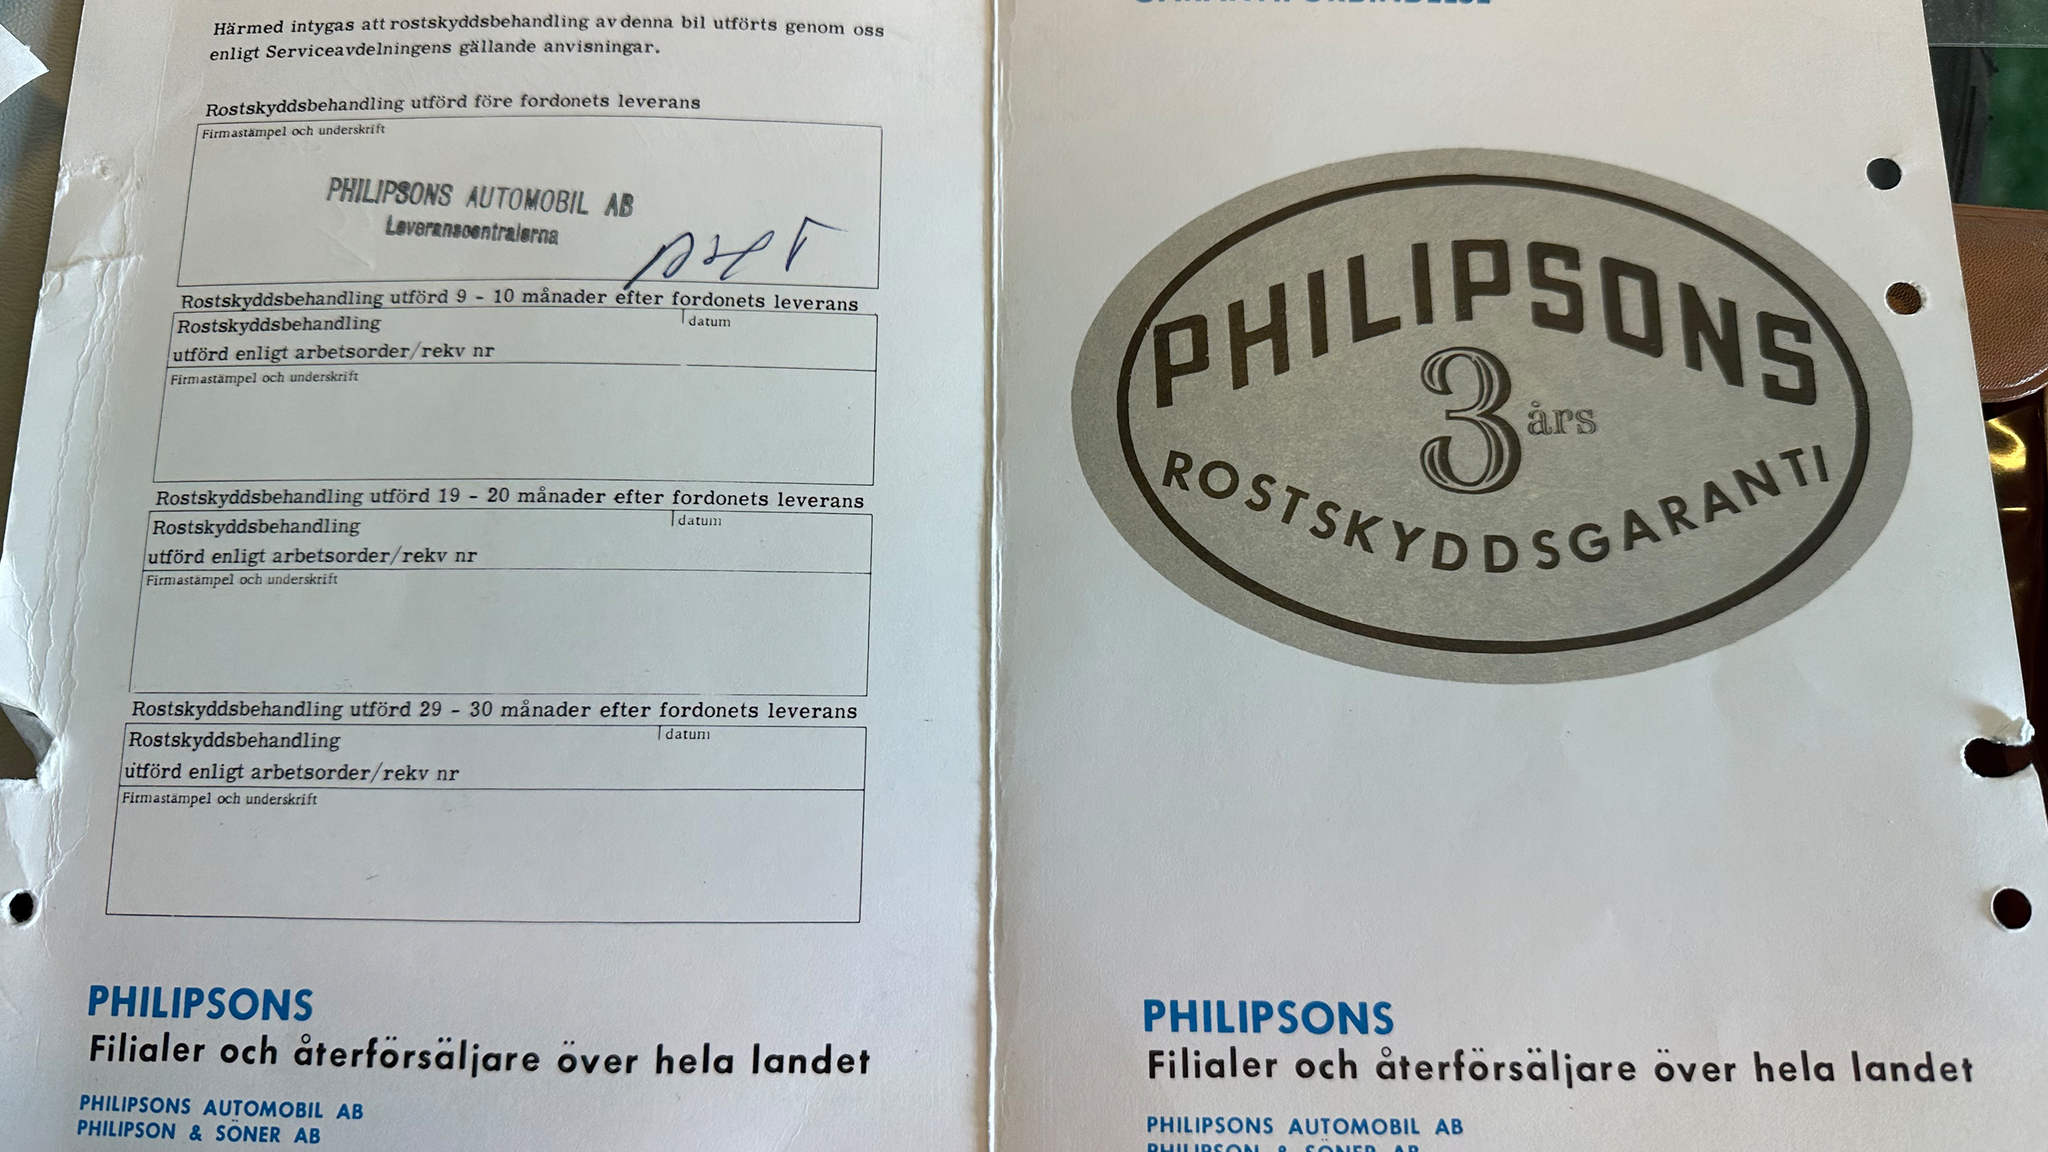 Härmed intygas att rostskyddsbehandling av denna bil utförts genom oss
enligt Serviceavdelningens gällande anvisningar.
Rostskyddsbehandling utförd före fordonets leverans
Firmastämpel och underskrift
PHILIPSONS AUTOMOBIL AB
Leveranscentralerna
Rostskyddsbehandling utförd 9 - 10 månader efter fordonets leverans
Rostskyddsbehandling
datum
utförd enligt arbetsorder/rekv nr
Firmastämpel och underskrift
Rostskyddsbehandling utförd 19 - 20 månader efter fordonets leverans
Rostskyddsbehandling
datum
utförd enligt arbetsorder/rekv nr
Firmastämpel och underskrift
Rostskyddsbehandling utförd 29 - 30 månader efter fordonets leverans
Rostskyddsbehandling
datum
utförd enligt arbetsorder/rekv nr
Firmastämpel och underskrift
PHILIPSONS
Filialer och återförsäljare över hela landet
PHILIPSONS AUTOMOBIL AB
PHILIPSON & SÖNER AB
PHILIPSONS
3 års
ROSTSKYDDSGARANTI
PHILIPSONS
Filialer och återförsäljare över hela landet
PHILIPSONS AUTOMOBIL AB
PHILIPSON & SÖNER AB